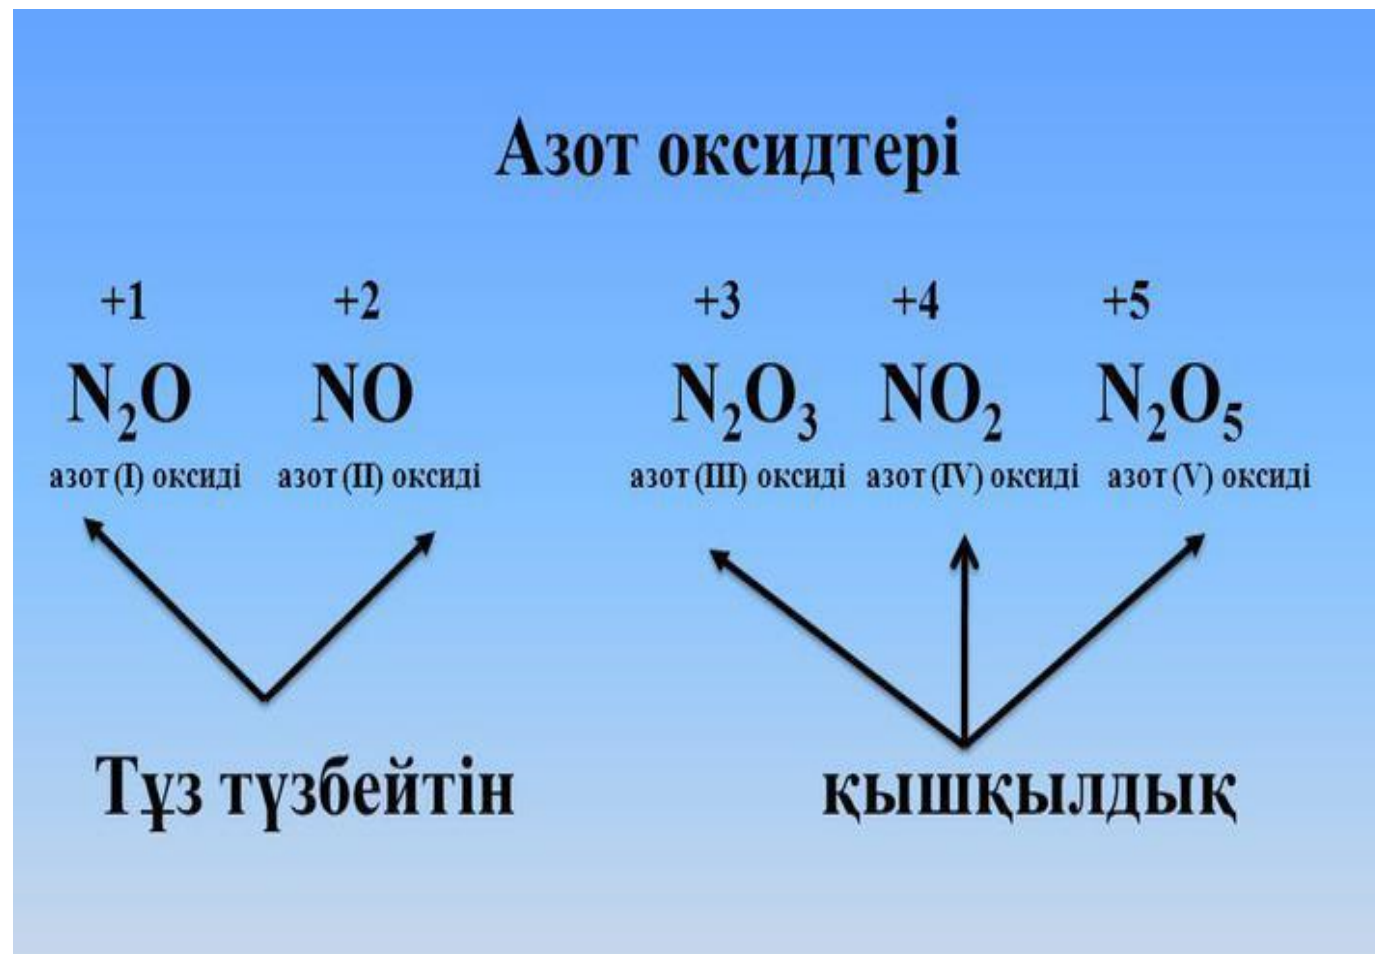 Азот оксидтері
+1 +2 +3 +4 +5
N₂O NO N₂O₃ NO₂ N₂O₅
азот (I) оксиді азот (II) оксиді азот (III) оксиді азот (IV) оксиді азот (V) оксиді
Тұз түзбейтін қышқылдық